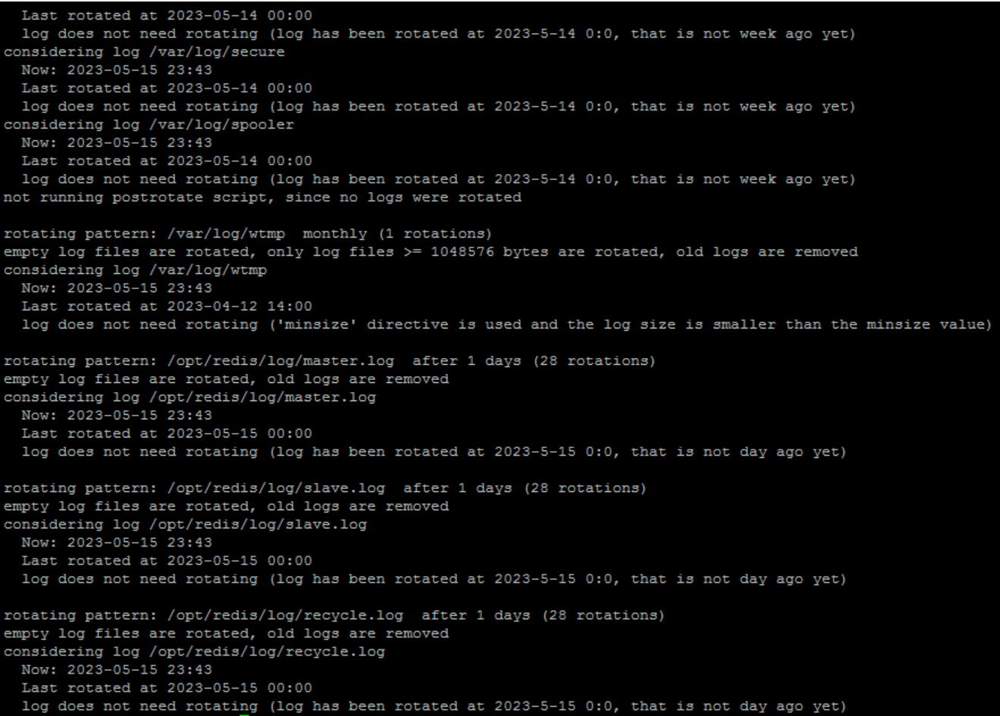 Last rotated at 2023-05-14 00:00
log does not need rotating (log has been rotated at 2023-5-14 0:0, that is not week ago yet)
considering log /var/log/secure
Now: 2023-05-15 23:43
Last rotated at 2023-05-14 00:00
log does not need rotating (log has been rotated at 2023-5-14 0:0, that is not week ago yet)
considering log /var/log/spooler
Now: 2023-05-15 23:43
Last rotated at 2023-05-14 00:00
log does not need rotating (log has been rotated at 2023-5-14 0:0, that is not week ago yet)
not running postrotate script, since no logs were rotated

rotating pattern: /var/log/wtmp  monthly (1 rotations)
empty log files are rotated, only log files >= 1048576 bytes are rotated, old logs are removed
considering log /var/log/wtmp
Now: 2023-05-15 23:43
Last rotated at 2023-04-12 14:00
log does not need rotating ('minsize' directive is used and the log size is smaller than the minsize value)

rotating pattern: /opt/redis/log/master.log  after 1 days (28 rotations)
empty log files are rotated, old logs are removed
considering log /opt/redis/log/master.log
Now: 2023-05-15 23:43
Last rotated at 2023-05-15 00:00
log does not need rotating (log has been rotated at 2023-5-15 0:0, that is not day ago yet)

rotating pattern: /opt/redis/log/slave.log  after 1 days (28 rotations)
empty log files are rotated, old logs are removed
considering log /opt/redis/log/slave.log
Now: 2023-05-15 23:43
Last rotated at 2023-05-15 00:00
log does not need rotating (log has been rotated at 2023-5-15 0:0, that is not day ago yet)

rotating pattern: /opt/redis/log/recycle.log  after 1 days (28 rotations)
empty log files are rotated, old logs are removed
considering log /opt/redis/log/recycle.log
Now: 2023-05-15 23:43
Last rotated at 2023-05-15 00:00
log does not need rotating (log has been rotated at 2023-5-15 0:0, that is not day ago yet)